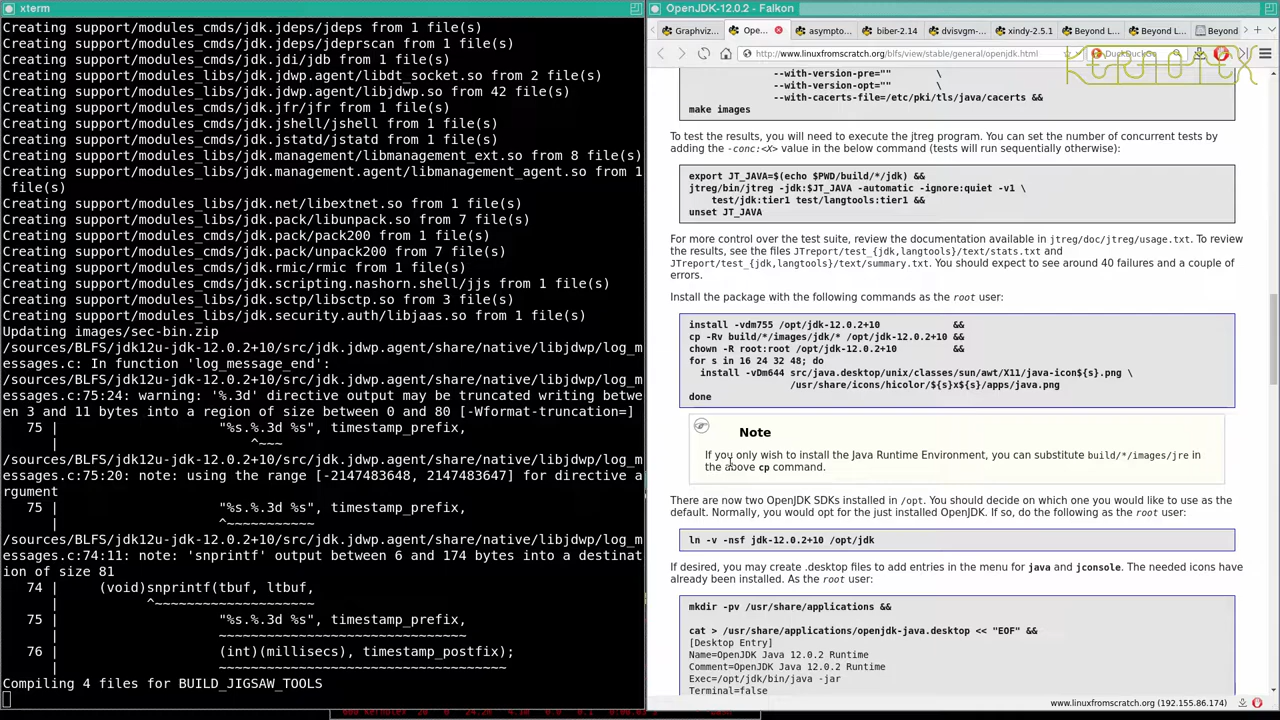 xterm
Creating support/modules_cmds/jdk.jdeps/jdeps from 1 file(s)
Creating support/modules_cmds/jdk.jdeps/jdeprscan from 1 file(s)
Creating support/modules_cmds/jdk.jdi/jdb from 1 file(s)
Creating support/modules_libs/jdk.jdwp.agent/libdt_socket.so from 2 file(s)
Creating support/modules_libs/jdk.jdwp.agent/libjdwp.so from 42 file(s)
Creating support/modules_cmds/jdk.jfr/jfr from 1 file(s)
Creating support/modules_cmds/jdk.jshell/jshell from 1 file(s)
Creating support/modules_cmds/jdk.jstatd/jstatd from 1 file(s)
Creating support/modules_libs/jdk.management/libmanagement_ext.so from 8 file(s)
Creating support/modules_libs/jdk.management.agent/libmanagement_agent.so from 1
file(s)
Creating support/modules_libs/jdk.net/libextnet.so from 1 file(s)
Creating support/modules_libs/jdk.pack/libunpack.so from 7 file(s)
Creating support/modules_cmds/jdk.pack/pack200 from 1 file(s)
Creating support/modules_cmds/jdk.pack/unpack200 from 7 file(s)
Creating support/modules_cmds/jdk.rmic/rmic from 1 file(s)
Creating support/modules_cmds/jdk.scripting.nashorn.shell/jjs from 1 file(s)
Creating support/modules_libs/jdk.sctp/libsctp.so from 3 file(s)
Creating support/modules_libs/jdk.security.auth/libjaas.so from 1 file(s)
Updating images/sec-bin.zip
/sources/BLFS/jdk12u-jdk-12.0.2+10/src/jdk.jdwp.agent/share/native/libjdwp/log_m
essages.c: In function 'log_message_end':
/sources/BLFS/jdk12u-jdk-12.0.2+10/src/jdk.jdwp.agent/share/native/libjdwp/log_m
essages.c:75:24: warning: '%.3d' directive output may be truncated writing betwe
en 3 and 11 bytes into a region of size between 0 and 80 [-Wformat-truncation=]
75 | "%s.%.3d %s", timestamp_prefix,
| ^~~~
/sources/BLFS/jdk12u-jdk-12.0.2+10/src/jdk.jdwp.agent/share/native/libjdwp/log_m
essages.c:75:20: note: using the range [-2147483648, 2147483647] for directive a
rgument
75 | "%s.%.3d %s", timestamp_prefix,
| ^~~~~~~~~~~~
/sources/BLFS/jdk12u-jdk-12.0.2+10/src/jdk.jdwp.agent/share/native/libjdwp/log_m
essages.c:74:11: note: 'snprintf' output between 6 and 174 bytes into a destinat
ion of size 81
74 | (void)snprintf(tbuf, ltbuf,
| ^~~~~~~~~~~~~~~~~~~~~
75 | "%s.%.3d %s", timestamp_prefix,
| ~~~~~~~~~~~~~~~~~~~~~~~~~~~~~~~
76 | (int)(millisecs), timestamp_postfix);
| ~~~~~~~~~~~~~~~~~~~~~~~~~~~~~~~~~~~~
Compiling 4 files for BUILD_JIGSAW_TOOLS
OpenJDK-12.0.2 - Falkon
Graphviz... Ope... asympto... biber-2.14 dvisvgm-... xindy-2.5.1 Beyond L... Beyond L... Beyond
http://www.linuxfromscratch.org/blfs/view/stable/general/openjdk.html DuckDuckGo
KERNOTEX
--with-version-pre="" \
--with-version-opt="" \
--with-cacerts-file=/etc/pki/tls/java/cacerts &&
make images
To test the results, you will need to execute the jtreg program. You can set the number of concurrent tests by
adding the -conc:<X> value in the below command (tests will run sequentially otherwise):
export JT_JAVA=$(echo $PWD/build/*/jdk) &&
jtreg/bin/jtreg -jdk:$JT_JAVA -automatic -ignore:quiet -v1 \
test/jdk:tier1 test/langtools:tier1 &&
unset JT_JAVA
For more control over the test suite, review the documentation available in jtreg/doc/jtreg/usage.txt. To review
the results, see the files JTreport/test_{jdk,langtools}/text/stats.txt and
JTreport/test_{jdk,langtools}/text/summary.txt. You should expect to see around 40 failures and a couple of
errors.
Install the package with the following commands as the root user:
install -vdm755 /opt/jdk-12.0.2+10 &&
cp -Rv build/*/images/jdk/* /opt/jdk-12.0.2+10 &&
chown -R root:root /opt/jdk-12.0.2+10 &&
for s in 16 24 32 48; do
install -vDm644 src/java.desktop/unix/classes/sun/awt/X11/java-icon${s}.png \
/usr/share/icons/hicolor/${s}x${s}/apps/java.png
done
Note
If you only wish to install the Java Runtime Environment, you can substitute build/*/images/jre in
the above cp command.
There are now two OpenJDK SDKs installed in /opt. You should decide on which one you would like to use as the
default. Normally, you would opt for the just installed OpenJDK. If so, do the following as the root user:
ln -v -nsf jdk-12.0.2+10 /opt/jdk
If desired, you may create .desktop files to add entries in the menu for java and jconsole. The needed icons have
already been installed. As the root user:
mkdir -pv /usr/share/applications &&
cat > /usr/share/applications/openjdk-java.desktop << "EOF" &&
[Desktop Entry]
Name=OpenJDK Java 12.0.2 Runtime
Comment=OpenJDK Java 12.0.2 Runtime
Exec=/opt/jdk/bin/java -jar
Terminal=false
http://www.linuxfromscratch.org (192.155.86.174)